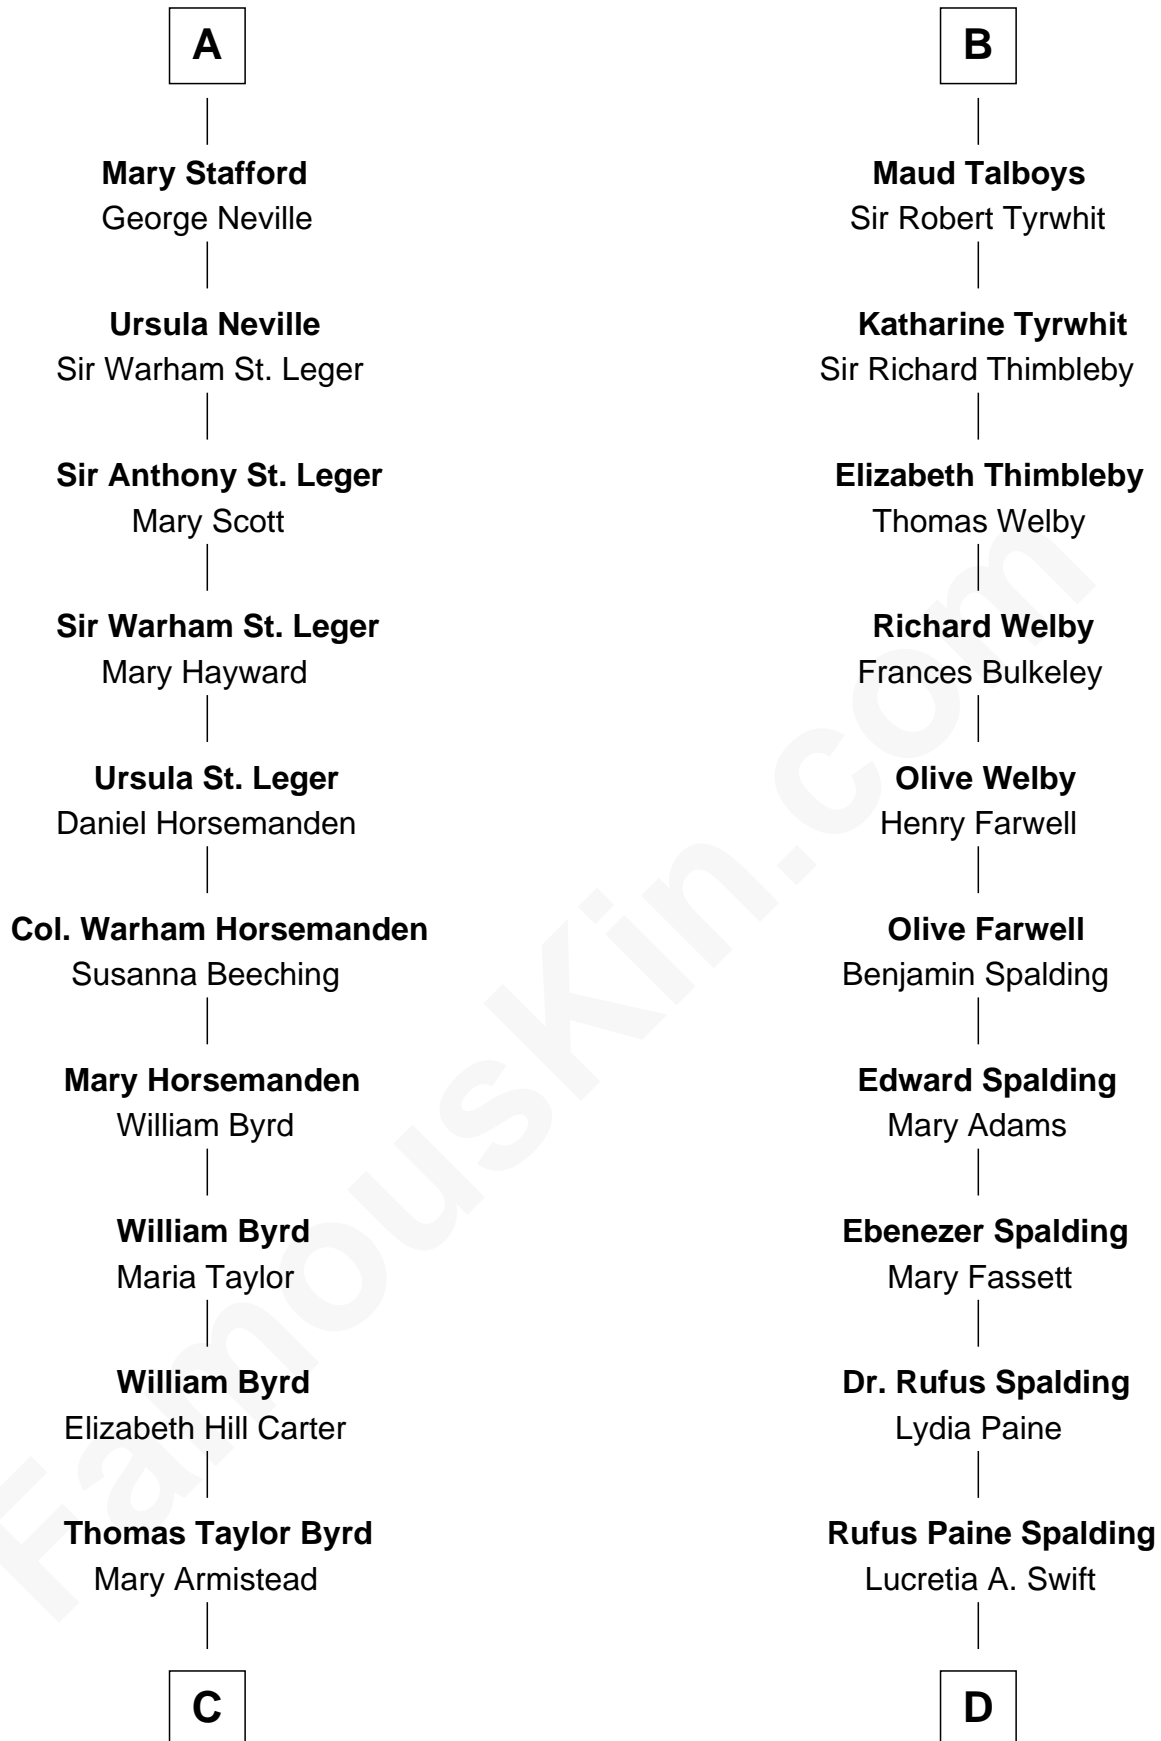 A
Mary Stafford
George Neville
Ursula Neville
Sir Warham St. Leger
Sir Anthony St. Leger
Mary Scott
Sir Warham St. Leger
Mary Hayward
Ursula St. Leger
Daniel Horsemanden
Col. Warham Horsemanden
Susanna Beeching
Mary Horsemanden
William Byrd
William Byrd
Maria Taylor
William Byrd
Elizabeth Hill Carter
Thomas Taylor Byrd
Mary Armistead
C
B
Maud Talboys
Sir Robert Tyrwhit
Katharine Tyrwhit
Sir Richard Thimbleby
Elizabeth Thimbleby
Thomas Welby
Richard Welby
Frances Bulkeley
Olive Welby
Henry Farwell
Olive Farwell
Benjamin Spalding
Edward Spalding
Mary Adams
Ebenezer Spalding
Mary Fassett
Dr. Rufus Spalding
Lydia Paine
Rufus Paine Spalding
Lucretia A. Swift
D
FamousKin.com